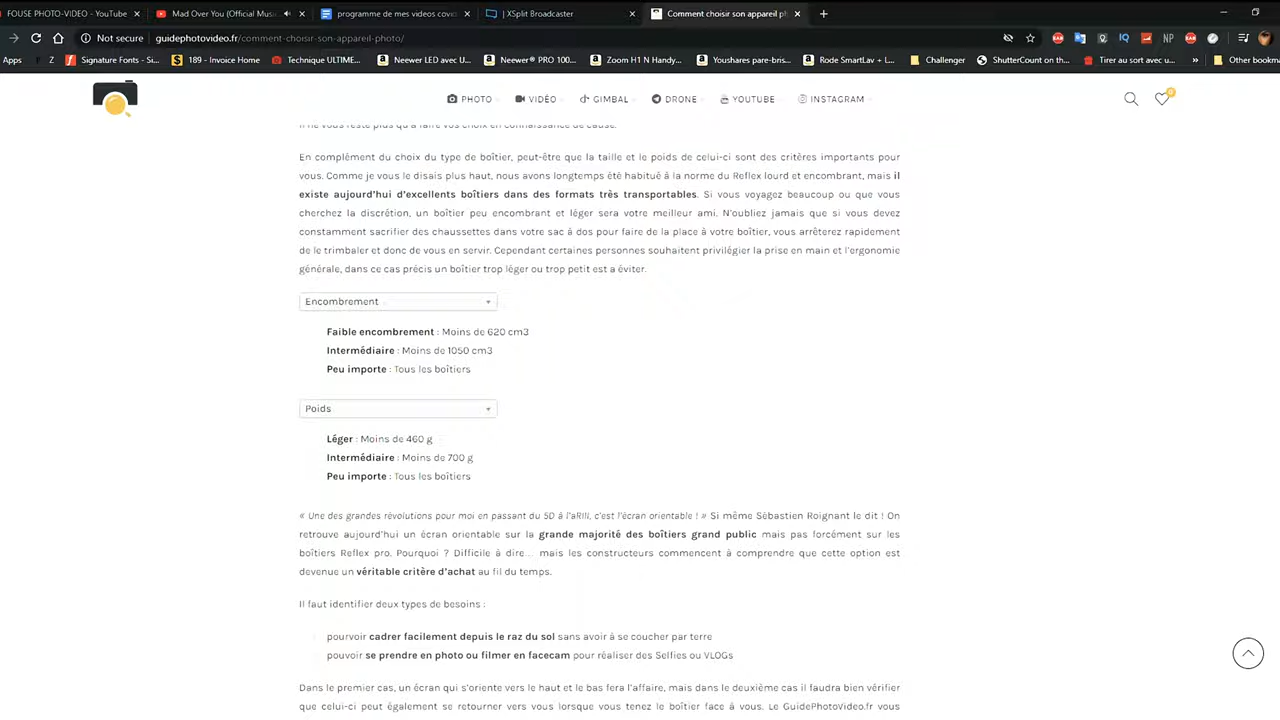 FOUSE PHOTO-VIDEO - YouTube
Mad Over You (Official Musi
programme de mes videos covid
| XSplit Broadcaster
Comment choisir son appareil ph
Not secure
guidephotovideo.fr/comment-choisir-son-appareil-photo/
Apps
Z
Signature Fonts - Si...
189 - Invoice Home
Technique ULTIME...
Neewer LED avec U...
Neewer® PRO 100...
Zoom H1 N Handy...
Youshares pare-bris...
Rode SmartLav + L...
Challenger
ShutterCount on th...
Tirer au sort avec u...
Other bookm
PHOTO
VIDÉO
GIMBAL
DRONE
YOUTUBE
INSTAGRAM
Il ne vous reste plus qu'à faire vos choix en connaissance de cause.
En complément du choix du type de boîtier, peut-être que la taille et le poids de celui-ci sont des critères importants pour
vous. Comme je vous le disais plus haut, nous avons longtemps été habitué à la norme du Reflex lourd et encombrant, mais il
existe aujourd'hui d'excellents boîtiers dans des formats très transportables. Si vous voyagez beaucoup ou que vous
cherchez la discrétion, un boîtier peu encombrant et léger sera votre meilleur ami. N'oubliez jamais que si vous devez
constamment sacrifier des chaussettes dans votre sac à dos pour faire de la place à votre boîtier, vous arrêterez rapidement
de le trimbaler et donc de vous en servir. Cependant certaines personnes souhaitent privilégier la prise en main et l'ergonomie
générale, dans ce cas précis un boîtier trop léger ou trop petit est a éviter.
Encombrement
Faible encombrement : Moins de 620 cm3
Intermédiaire : Moins de 1050 cm3
Peu importe : Tous les boîtiers
Poids
Léger : Moins de 460 g
Intermédiaire : Moins de 700 g
Peu importe : Tous les boîtiers
« Une des grandes révolutions pour moi en passant du 5D à l'aRIII, c'est l'écran orientable ! » Si même Sébastien Roignant le dit ! On
retrouve aujourd'hui un écran orientable sur la grande majorité des boîtiers grand public mais pas forcément sur les
boîtiers Reflex pro. Pourquoi ? Difficile à dire... mais les constructeurs commencent à comprendre que cette option est
devenue un véritable critère d'achat au fil du temps.
Il faut identifier deux types de besoins :
pourvoir cadrer facilement depuis le raz du sol sans avoir à se coucher par terre
pouvoir se prendre en photo ou filmer en facecam pour réaliser des Selfies ou VLOGs
Dans le premier cas, un écran qui s'oriente vers le haut et le bas fera l'affaire, mais dans le deuxième cas il faudra bien vérifier
que celui-ci peut également se retourner vers vous lorsque vous tenez le boîtier face à vous. Le GuidePhotoVideo.fr vous